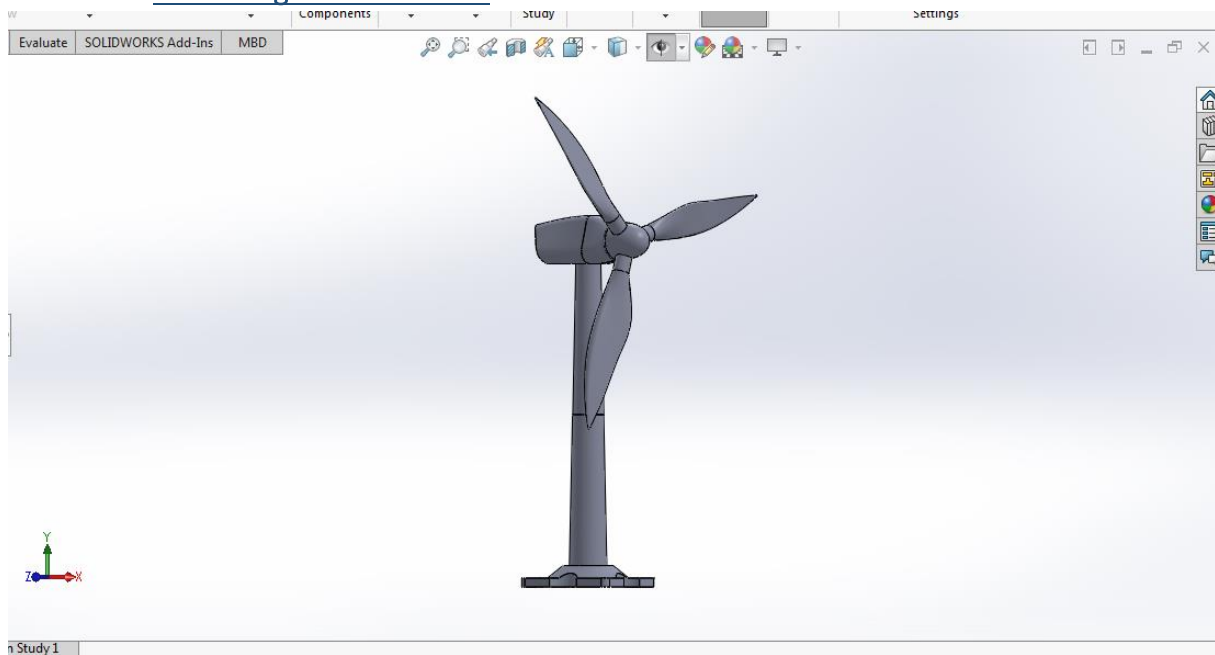 Components
Study
Settings
Evaluate SOLIDWORKS Add-Ins MBD
Y
Z X
n Study 1